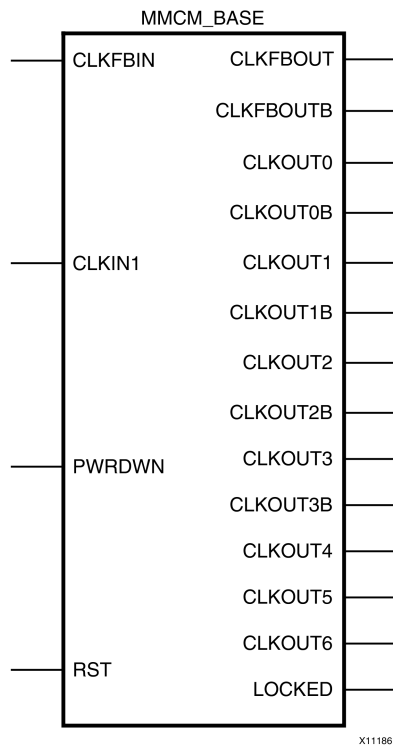 MMCM_BASE
CLKFBIN
CLKFBOUT
CLKFBOUTB
CLKOUT0
CLKOUT0B
CLKIN1
CLKOUT1
CLKOUT1B
CLKOUT2
CLKOUT2B
PWRDWN
CLKOUT3
CLKOUT3B
CLKOUT4
CLKOUT5
CLKOUT6
RST
LOCKED
X11186